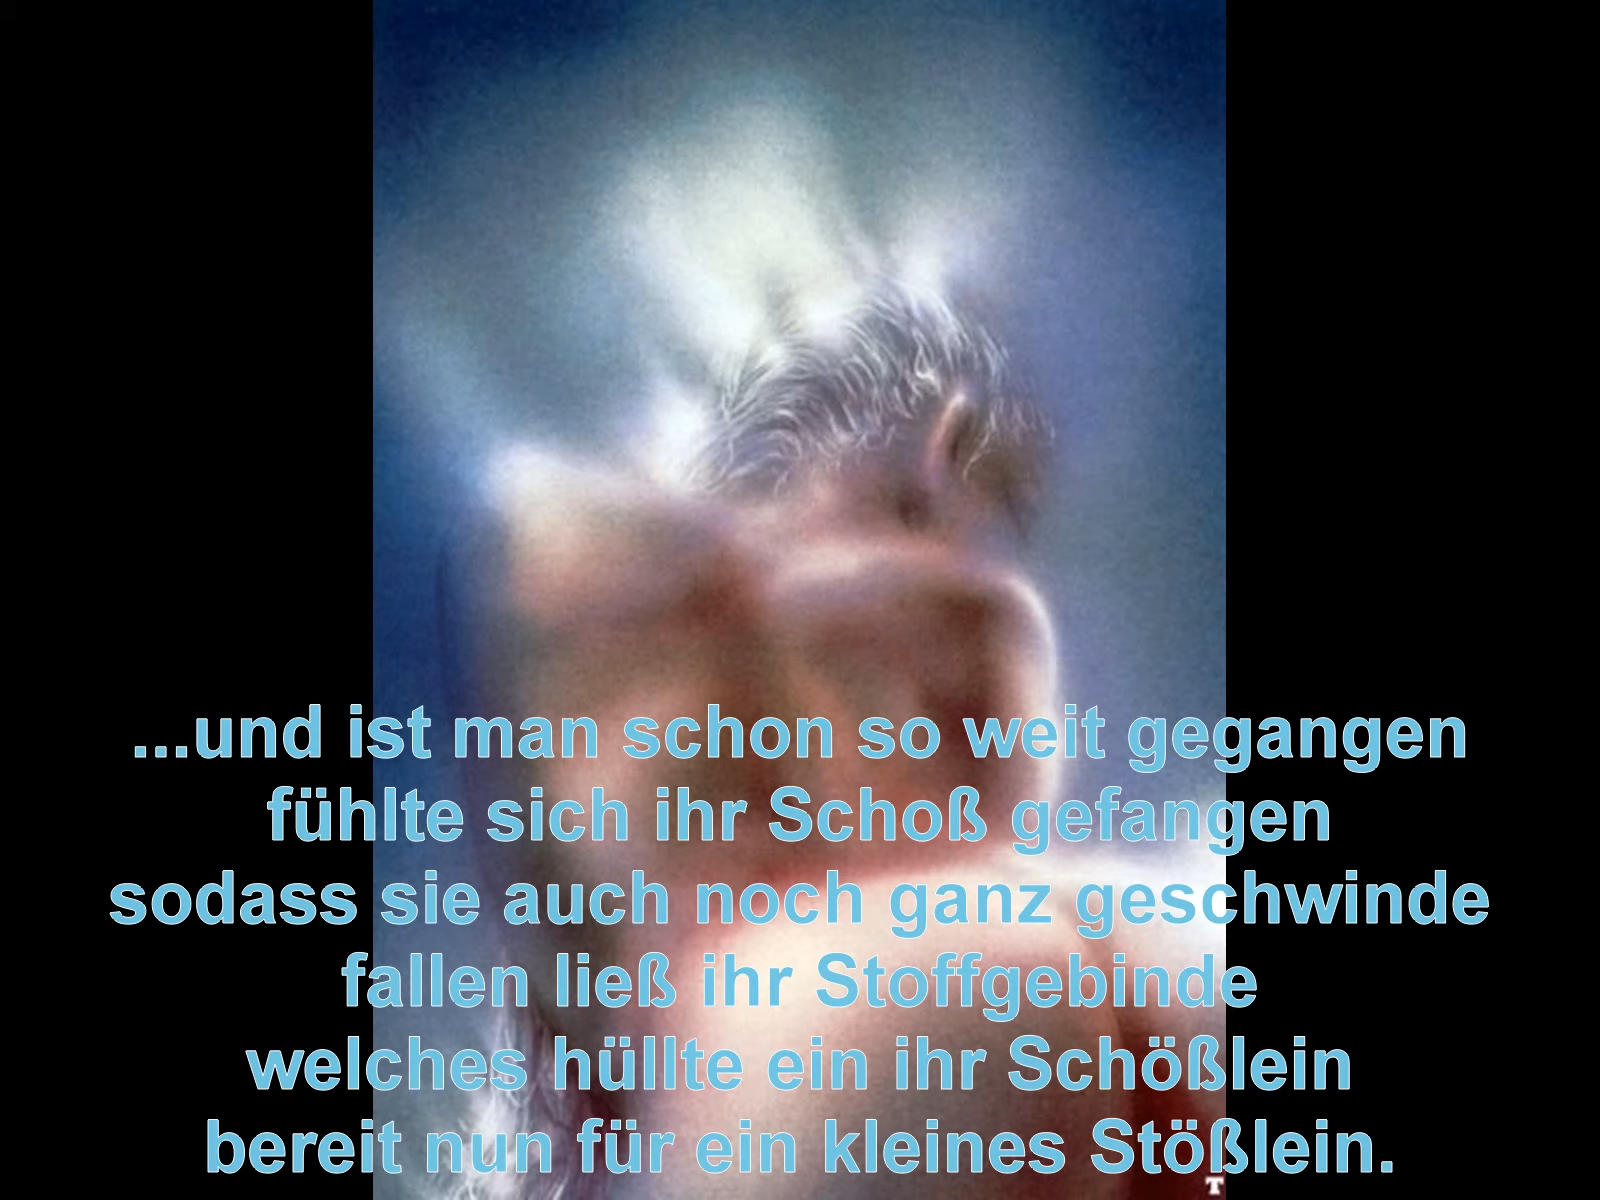 ...und ist man schon so weit gegangen
fühlte sich ihr Schoß gefangen
sodass sie auch noch ganz geschwinde
fallen ließ ihr Stoffgebinde
welches hüllte ein ihr Schößlein
bereit nun für ein kleines Stößlein.
T